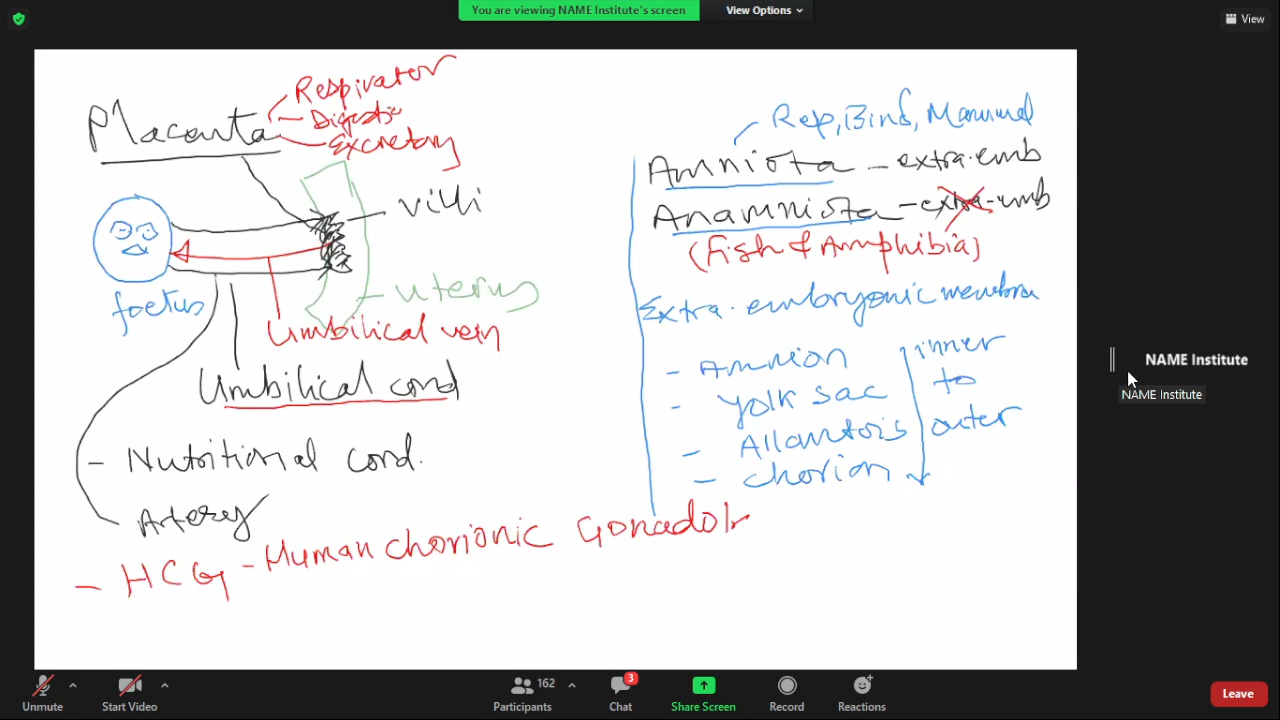 You are viewing NAME Institute's screen
View Options
View
Placenta
Respirator
Digestic
Excretory
villi
uterus
foetus
Umbilical vein
Umbilical cord
- Nutritional cord.
Artery
- HCG - Human chorionic Gonadotr
Rep, Bird, Mammal
Amniota - extra-emb
Anamniota - extra-emb
(Fish & Amphibia)
Extra-embryonic membra
- Amnion
- Yolk sac
- Allantois
- chorion
inner
to
outer
NAME Institute
NAME Institute
Unmute
Start Video
Participants
162
Chat
3
Share Screen
Record
Reactions
Leave